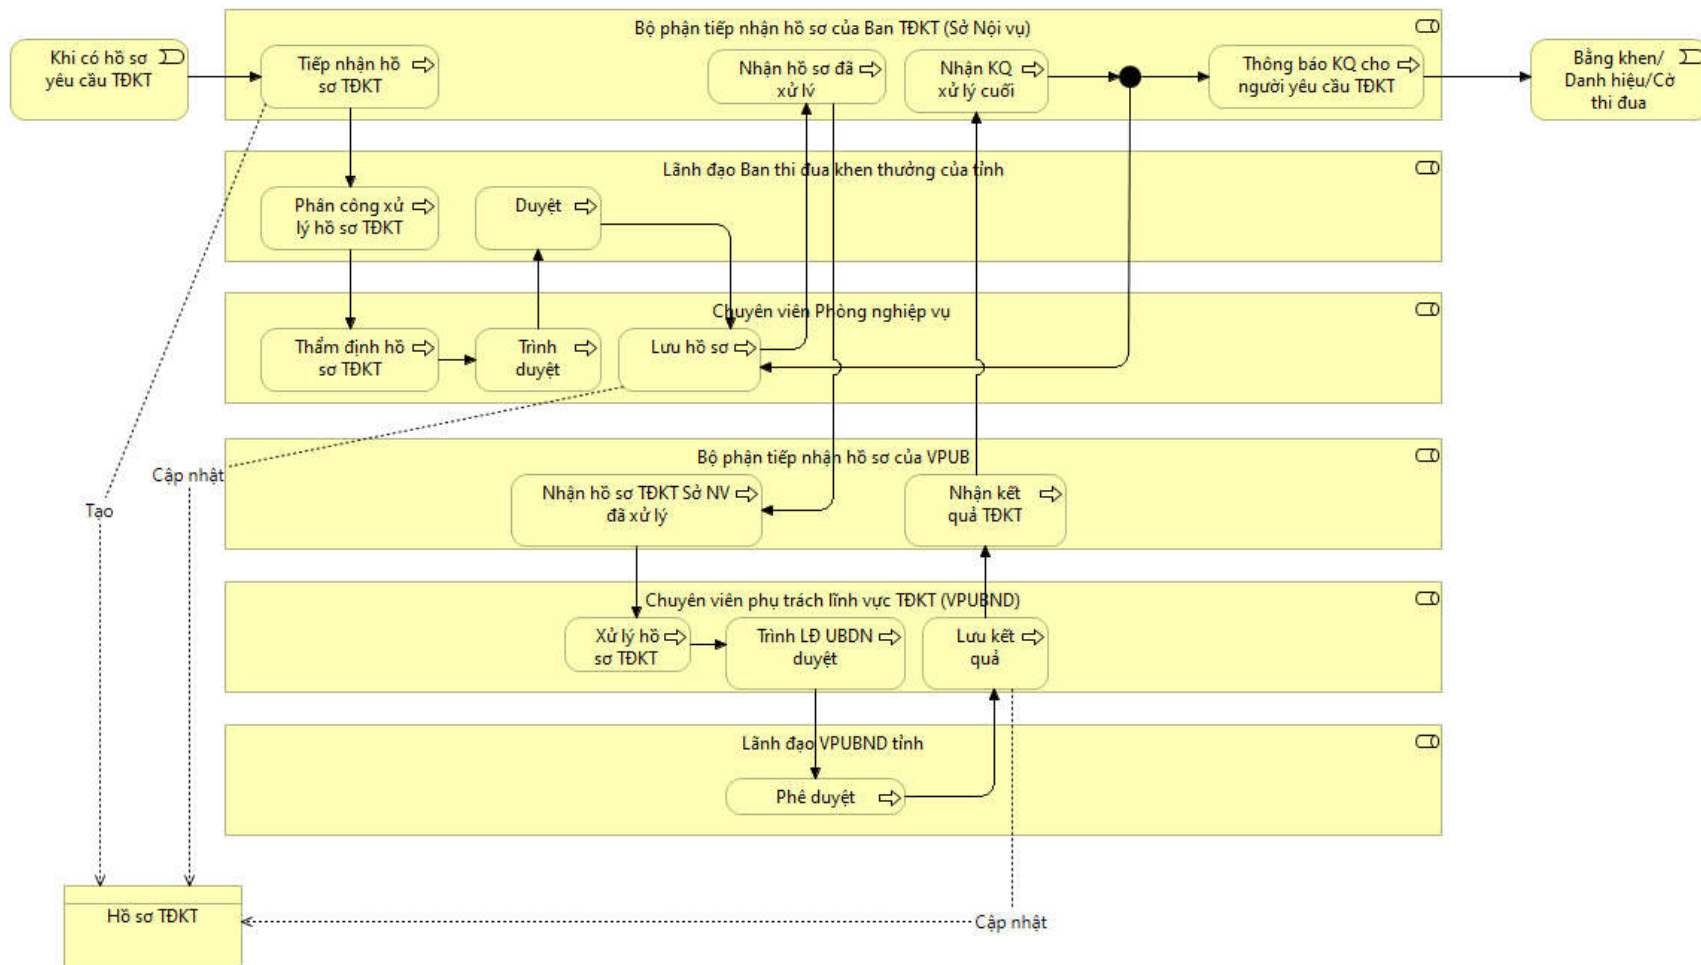 Bộ phận tiếp nhận hồ sơ của Ban TĐKT (Sở Nội vụ)
Khi có hồ sơ
yêu cầu TĐKT
Tiếp nhận hồ
sơ TĐKT
Nhận hồ sơ đã
xử lý
Nhận KQ
xử lý cuối
Thông báo KQ cho
người yêu cầu TĐKT
Bằng khen/
Danh hiệu/Cờ
thi đua
Lãnh đạo Ban thi đua khen thưởng của tỉnh
Phân công xử
lý hồ sơ TĐKT
Duyệt
Chuyên viên Phòng nghiệp vụ
Thẩm định hồ
sơ TĐKT
Trình
duyệt
Lưu hồ sơ
Bộ phận tiếp nhận hồ sơ của VPUB
Cập nhật
Tạo
Nhận hồ sơ TĐKT Sở NV
đã xử lý
Nhận kết
quả TĐKT
Chuyên viên phụ trách lĩnh vực TĐKT (VPUBND)
Xử lý hồ
sơ TĐKT
Trình LĐ UBDN
duyệt
Lưu kết
quả
Lãnh đạo VPUBND tỉnh
Phê duyệt
Hồ sơ TĐKT
Cập nhật